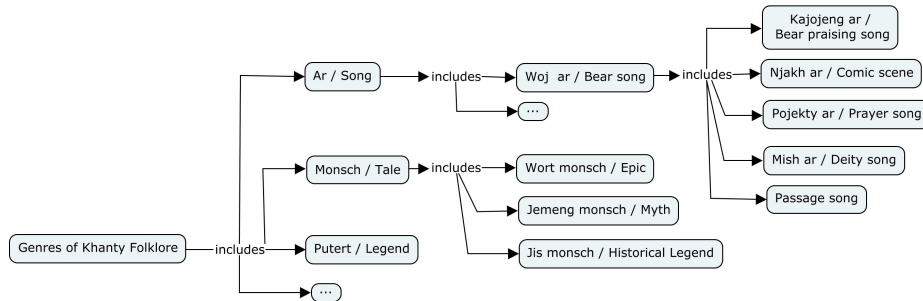 Genres of Khanty Folklore
includes
Ar / Song
includes
Woj ar / Bear song
includes
Kajojeng ar /
Bear praising song
Njakh ar / Comic scene
Pojekty ar / Prayer song
Mish ar / Deity song
Passage song
...
Monsch / Tale
includes
Wort monsch / Epic
Jemeng monsch / Myth
Jis monsch / Historical Legend
Putert / Legend
...